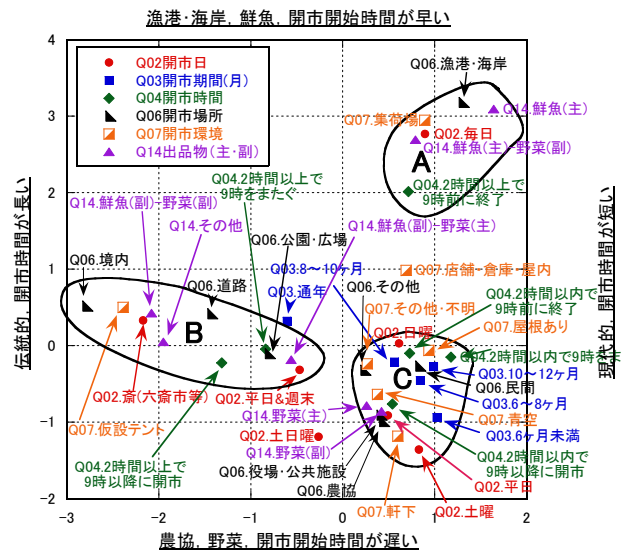 漁港･海岸, 鮮魚, 開市開始時間が早い
4
3
2
1
0
-1
-2
-3
-2
-1
0
1
2
伝統的, 開市時間が長い
現代的, 開市時間が短い
農協, 野菜, 開市開始時間が遅い
Q02開市日
Q03開市期間(月)
Q04開市時間
Q06開市場所
Q07開市環境
Q14出品物(主･副)
Q06.漁港･海岸
Q14.鮮魚(主)
Q07.集荷場
Q02.毎日
Q14.鮮魚(主)-野菜(副)
A
Q04.2時間以上で
9時前に終了
Q04.2時間以上で
9時をまたぐ
Q14.鮮魚(副)-野菜(副)
Q14.その他
Q14.鮮魚(副)-野菜(主)
Q06.公園･広場
Q06.境内
Q06.道路
Q03.8～10ヶ月
Q03.通年
Q06.その他
Q07.店舗･倉庫･屋内
Q04.2時間以内で
9時前に終了
Q07.その他･不明
Q02.日曜
Q07.屋根あり
B
C
Q04.2時間以内で9時をま
Q03.10～12ヶ月
Q06.民間
Q03.6～8ヶ月
Q02.斎(六斎市等)
Q02.平日&週末
Q07.仮設テント
Q14.野菜(主)
Q07.青空
Q03.6ヶ月未満
Q02.土日曜
Q14.野菜(副)
Q04.2時間以上で
9時以降に開市
Q06.役場･公共施設
Q04.2時間以内で
9時以降に開市
Q06.農協
Q02.平日
Q07.軒下
Q02.土曜